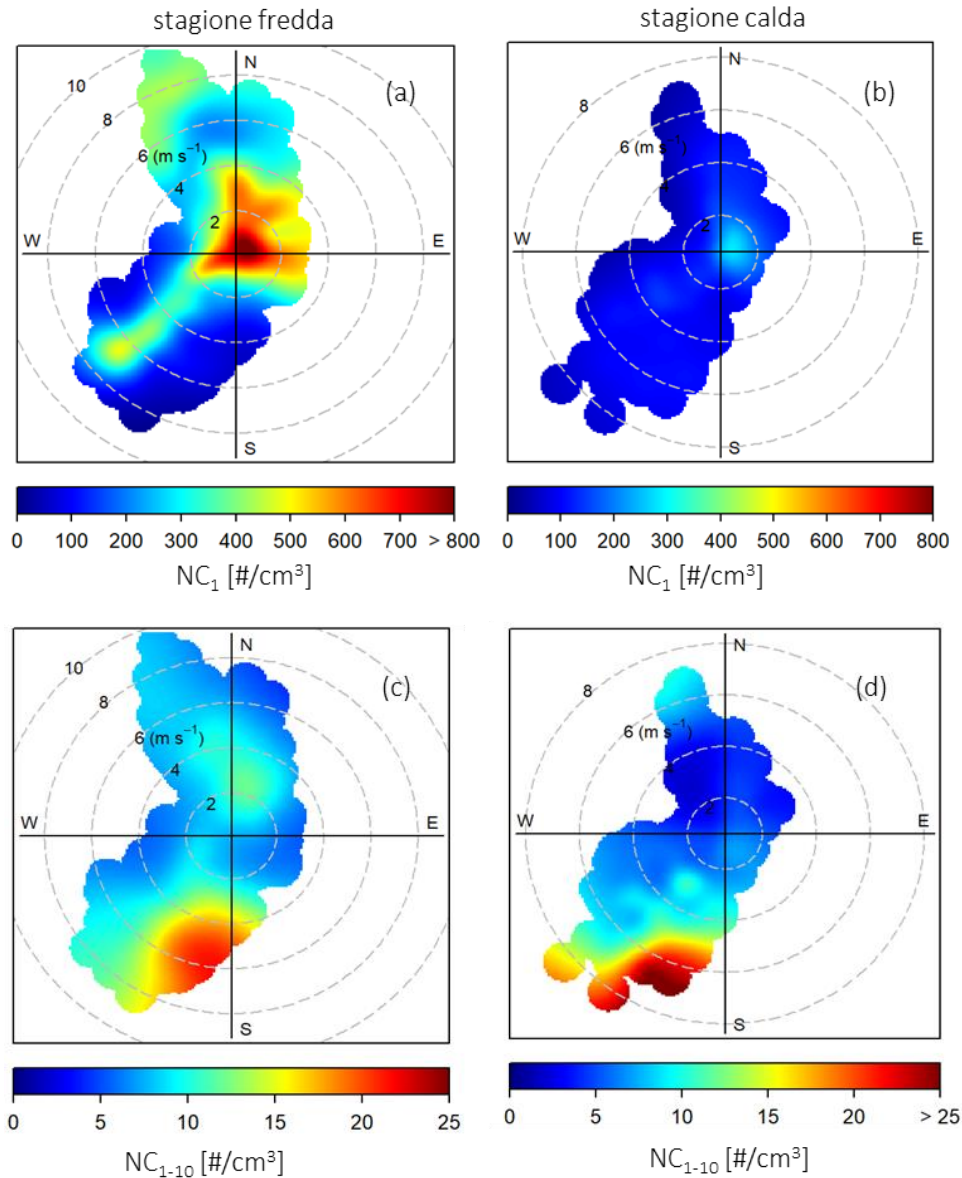 stagione fredda
stagione calda
10
8
6 (m s⁻¹)
4
2
N
W
E
S
(a)
8
6 (m s⁻¹)
4
2
N
W
E
S
(b)
0 100 200 300 400 500 600 700 > 800
NC₁ [#/cm³]
0 100 200 300 400 500 600 700 800
NC₁ [#/cm³]
10
8
6 (m s⁻¹)
4
2
N
W
E
S
(c)
8
6 (m s⁻¹)
4
2
N
W
E
S
(d)
0 5 10 15 20 25
NC₁₋₁₀ [#/cm³]
0 5 10 15 20 > 25
NC₁₋₁₀ [#/cm³]